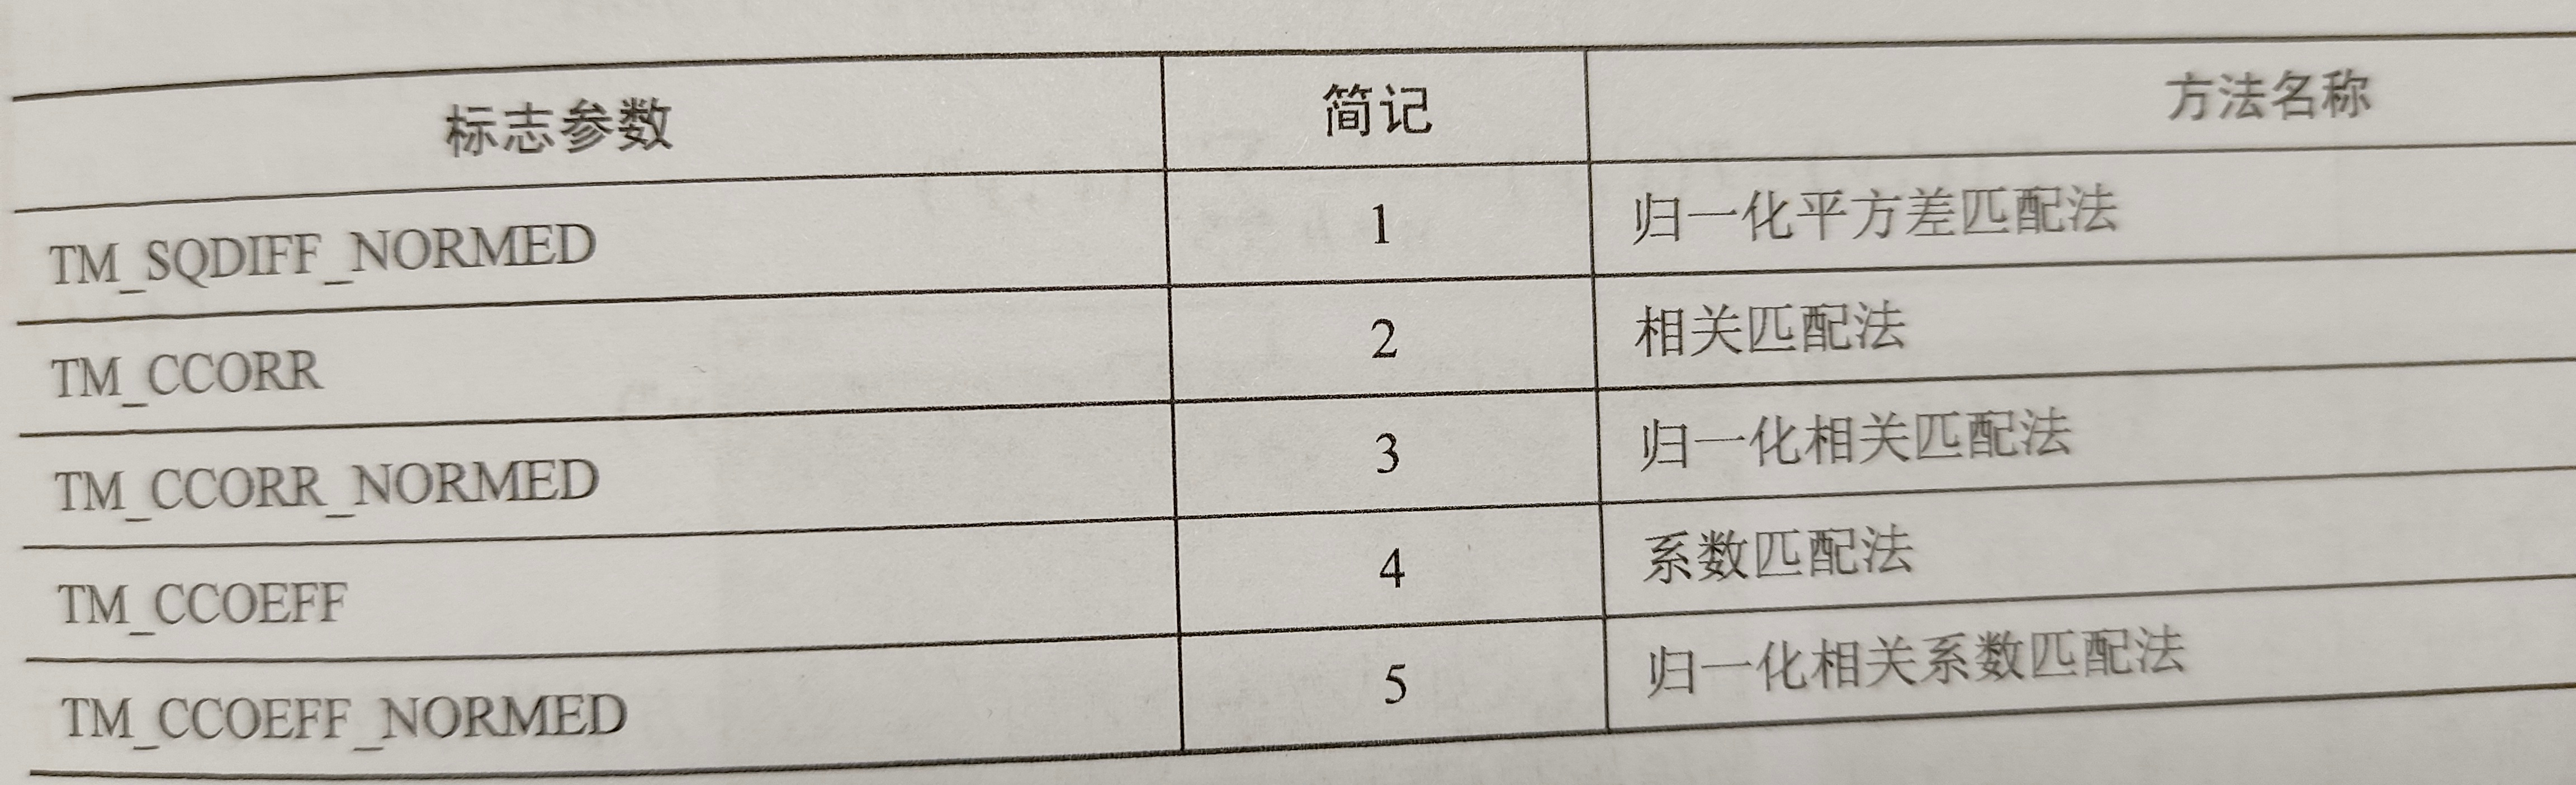 标志参数 简记 方法名称
TM_SQDIFF_NORMED 1 归一化平方差匹配法
TM_CCORR 2 相关匹配法
TM_CCORR_NORMED 3 归一化相关匹配法
TM_CCOEFF 4 系数匹配法
TM_CCOEFF_NORMED 5 归一化相关系数匹配法